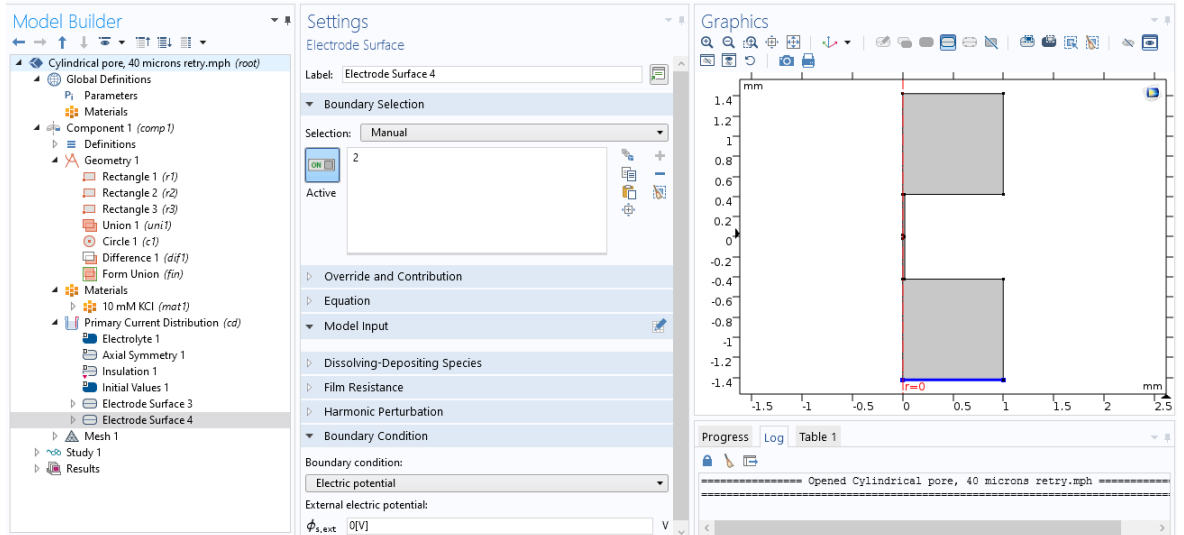 Model Builder
Cylindrical pore, 40 microns retry.mph (root)
Global Definitions
Pi Parameters
Materials
Component 1 (comp1)
Definitions
Geometry 1
Rectangle 1 (r1)
Rectangle 2 (r2)
Rectangle 3 (r3)
Union 1 (uni1)
Circle 1 (c1)
Difference 1 (dif1)
Form Union (fin)
Materials
10 mM KCl (mat1)
Primary Current Distribution (cd)
Electrolyte 1
Axial Symmetry 1
Insulation 1
Initial Values 1
Electrode Surface 3
Electrode Surface 4
Mesh 1
Study 1
Results
Settings
Electrode Surface
Label: Electrode Surface 4
Boundary Selection
Selection: Manual
ON
Active
2
Override and Contribution
Equation
Model Input
Dissolving-Depositing Species
Film Resistance
Harmonic Perturbation
Boundary Condition
Boundary condition:
Electric potential
External electric potential:
ϕs,ext 0[V] V
Graphics
mm
1.4
1.2
1
0.8
0.6
0.4
0.2
0
-0.2
-0.4
-0.6
-0.8
-1
-1.2
-1.4
r=0
mm
-1.5 -1 -0.5 0 0.5 1 1.5 2 2.5
Progress Log Table 1
================ Opened Cylindrical pore, 40 microns retry.mph ============